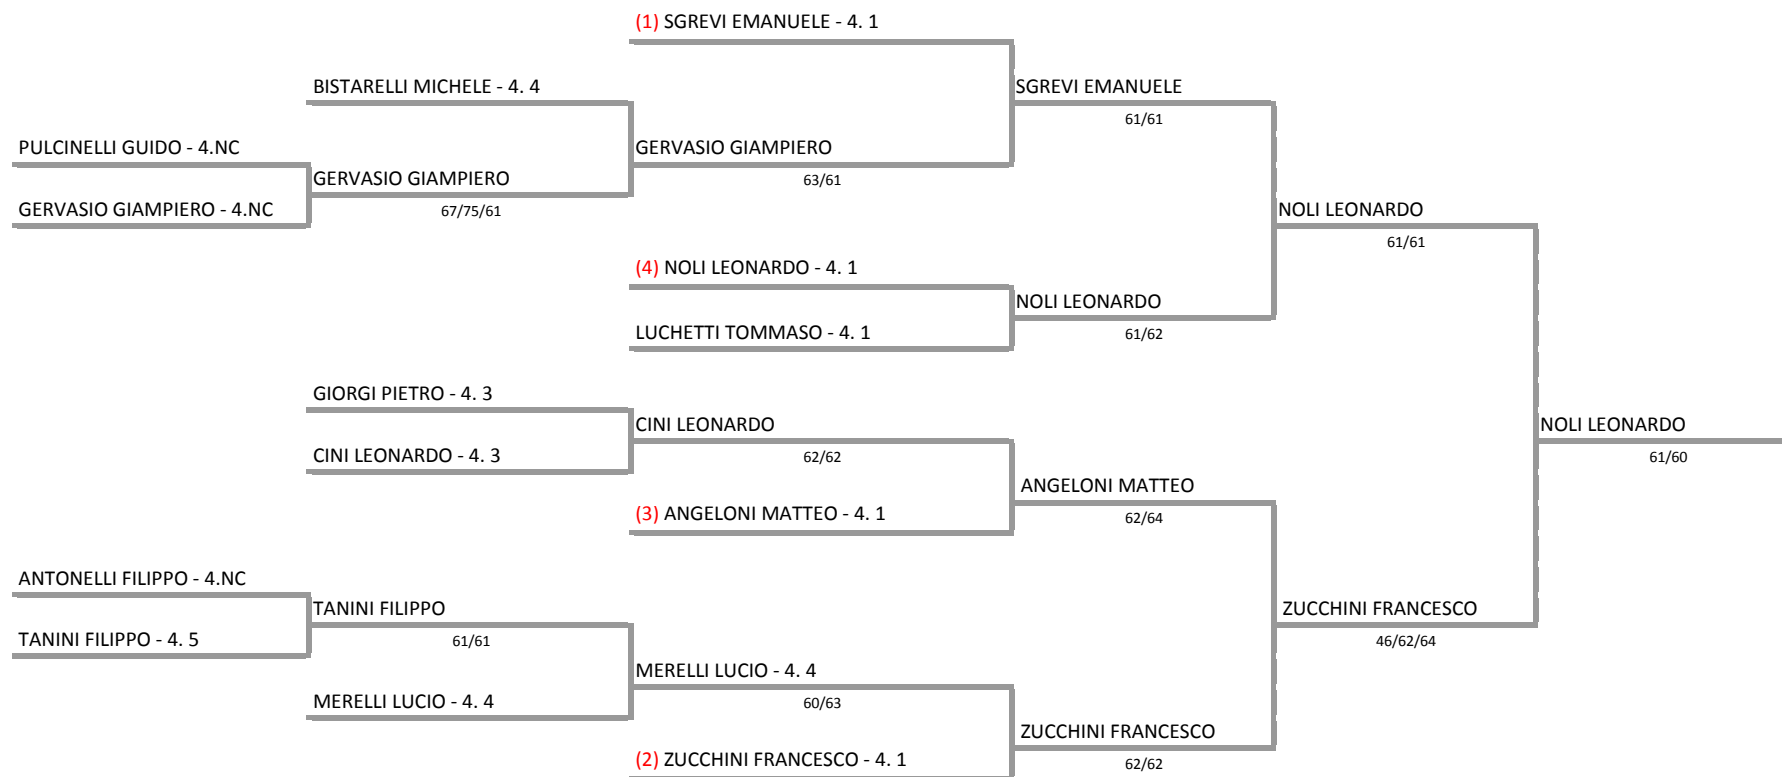 (1) SGREVI EMANUELE - 4. 1
BISTARELLI MICHELE - 4. 4
SGREVI EMANUELE
61/61
PULCINELLI GUIDO - 4.NC
GERVASIO GIAMPIERO
63/61
GERVASIO GIAMPIERO
67/75/61
GERVASIO GIAMPIERO - 4.NC
NOLI LEONARDO
61/61
(4) NOLI LEONARDO - 4. 1
NOLI LEONARDO
61/62
LUCHETTI TOMMASO - 4. 1
GIORGI PIETRO - 4. 3
CINI LEONARDO
62/62
NOLI LEONARDO
61/60
CINI LEONARDO - 4. 3
ANGELONI MATTEO
62/64
(3) ANGELONI MATTEO - 4. 1
ANTONELLI FILIPPO - 4.NC
TANINI FILIPPO
61/61
ZUCCHINI FRANCESCO
46/62/64
TANINI FILIPPO - 4. 5
MERELLI LUCIO - 4. 4
60/63
MERELLI LUCIO - 4. 4
ZUCCHINI FRANCESCO
62/62
(2) ZUCCHINI FRANCESCO - 4. 1